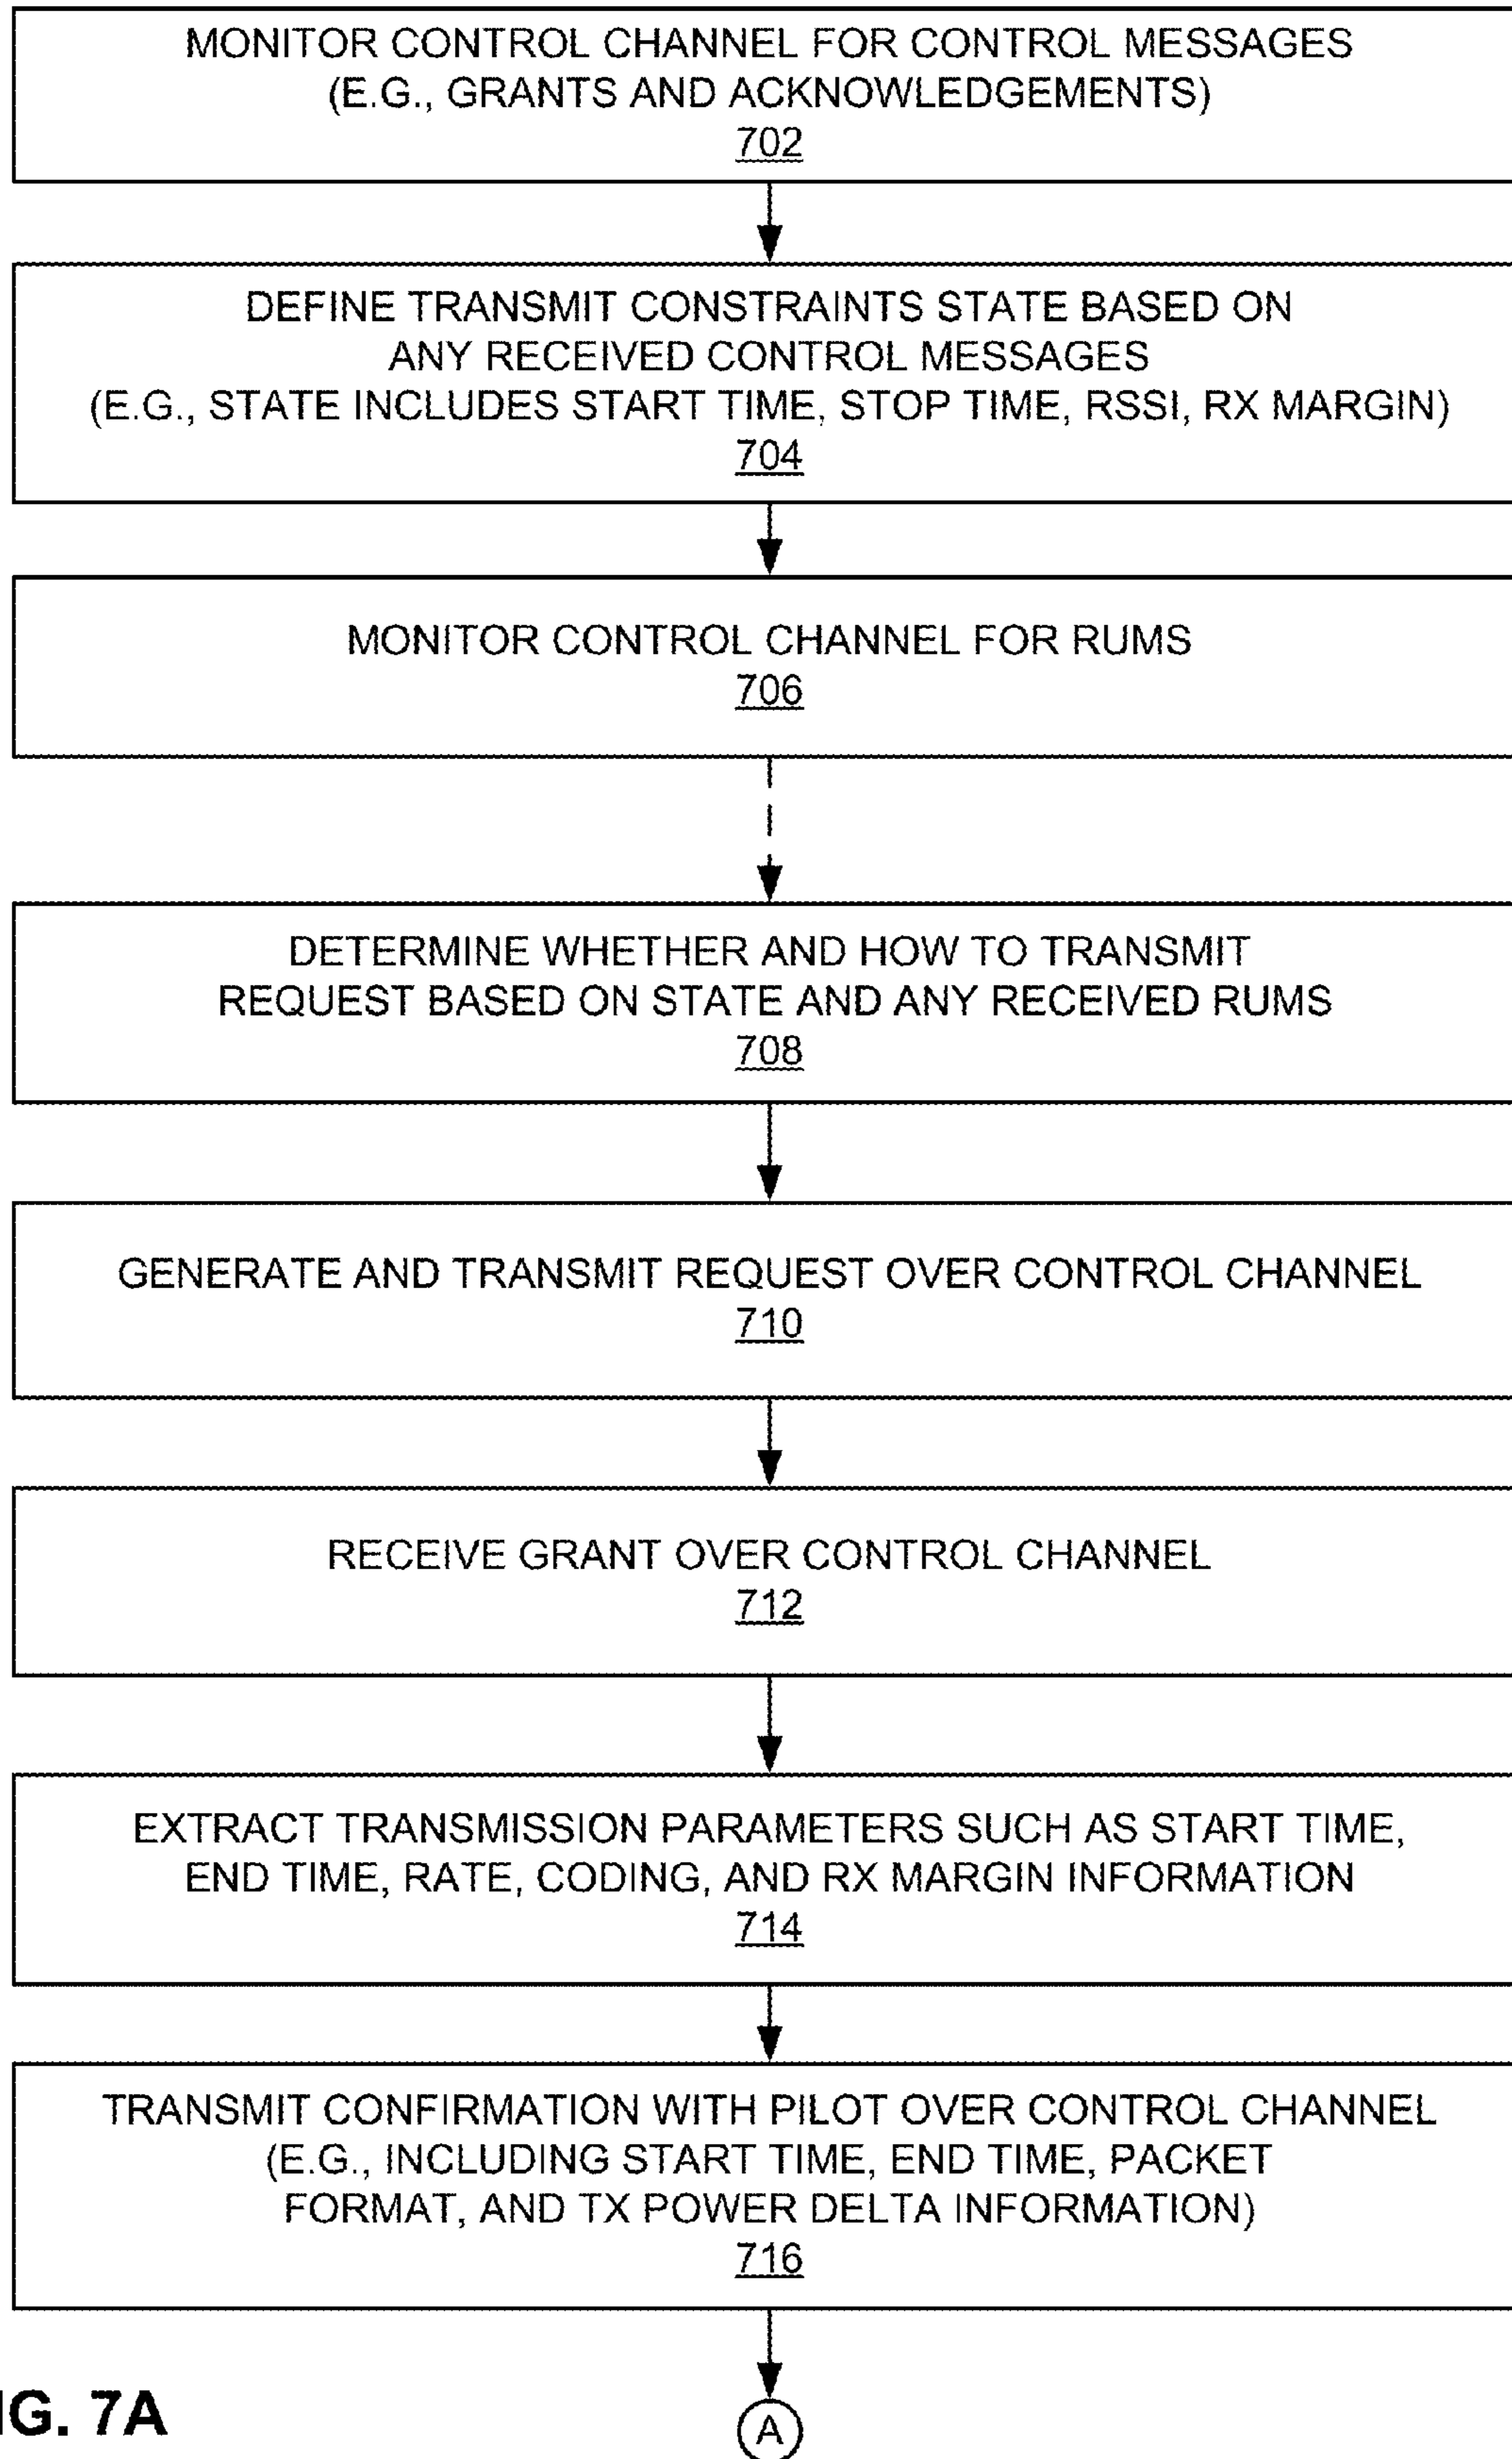 MONITOR CONTROL CHANNEL FOR CONTROL MESSAGES
(E.G., GRANTS AND ACKNOWLEDGEMENTS)
702
DEFINE TRANSMIT CONSTRAINTS STATE BASED ON
ANY RECEIVED CONTROL MESSAGES
(E.G., STATE INCLUDES START TIME, STOP TIME, RSSI, RX MARGIN)
704
MONITOR CONTROL CHANNEL FOR RUMS
706
DETERMINE WHETHER AND HOW TO TRANSMIT
REQUEST BASED ON STATE AND ANY RECEIVED RUMS
708
GENERATE AND TRANSMIT REQUEST OVER CONTROL CHANNEL
710
RECEIVE GRANT OVER CONTROL CHANNEL
712
EXTRACT TRANSMISSION PARAMETERS SUCH AS START TIME,
END TIME, RATE, CODING, AND RX MARGIN INFORMATION
714
TRANSMIT CONFIRMATION WITH PILOT OVER CONTROL CHANNEL
(E.G., INCLUDING START TIME, END TIME, PACKET
FORMAT, AND TX POWER DELTA INFORMATION)
716
IG. 7A
A